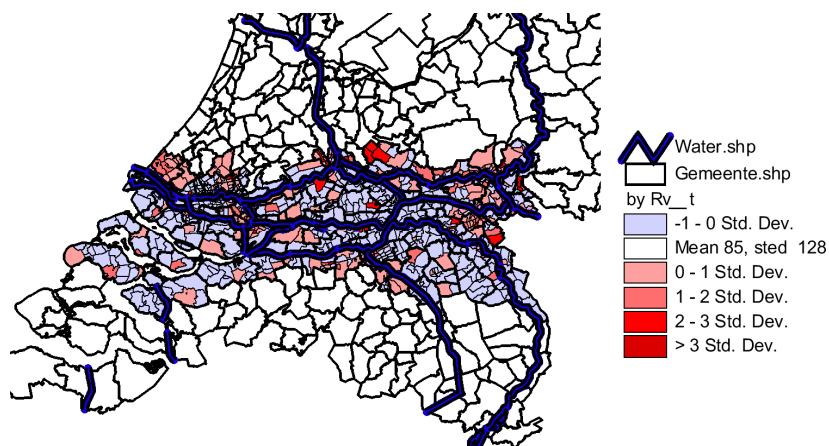 Water.shp
Gemeente.shp
by Rv__t
-1 - 0 Std. Dev.
Mean 85, sted 128
0 - 1 Std. Dev.
1 - 2 Std. Dev.
2 - 3 Std. Dev.
> 3 Std. Dev.